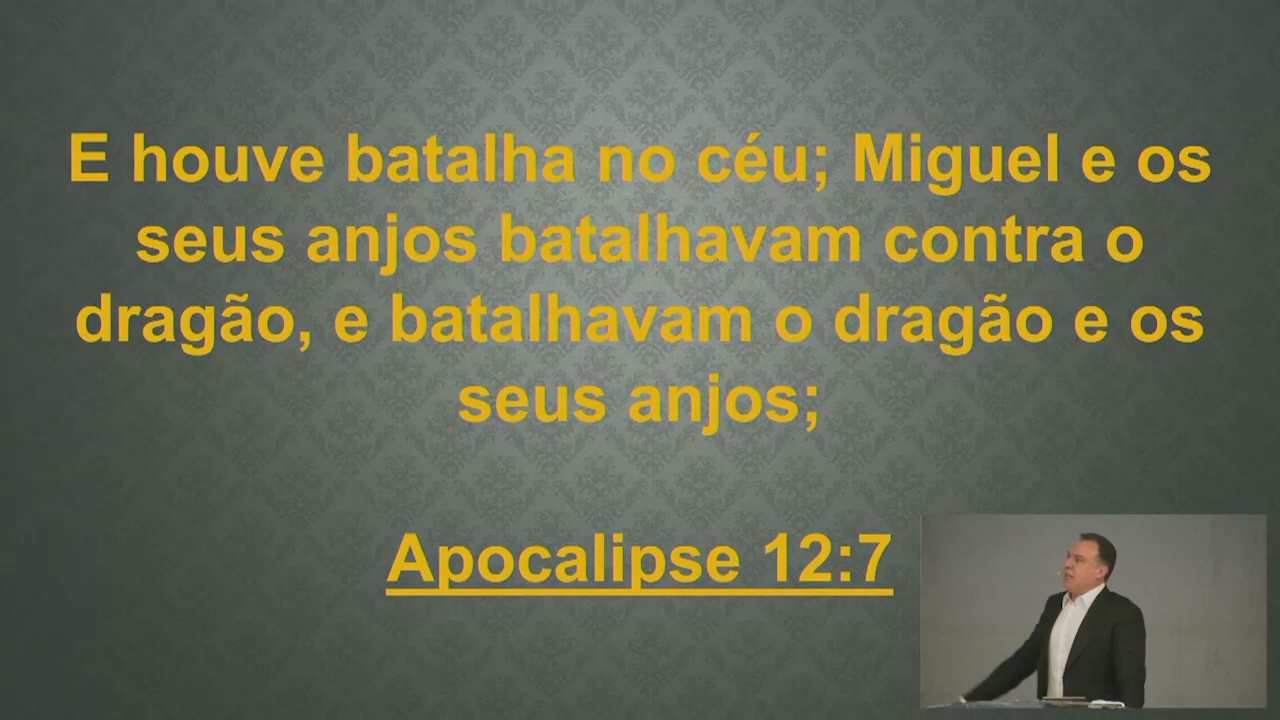 E houve batalha no céu; Miguel e os
seus anjos batalhavam contra o
dragão, e batalhavam o dragão e os
seus anjos;
Apocalipse 12:7